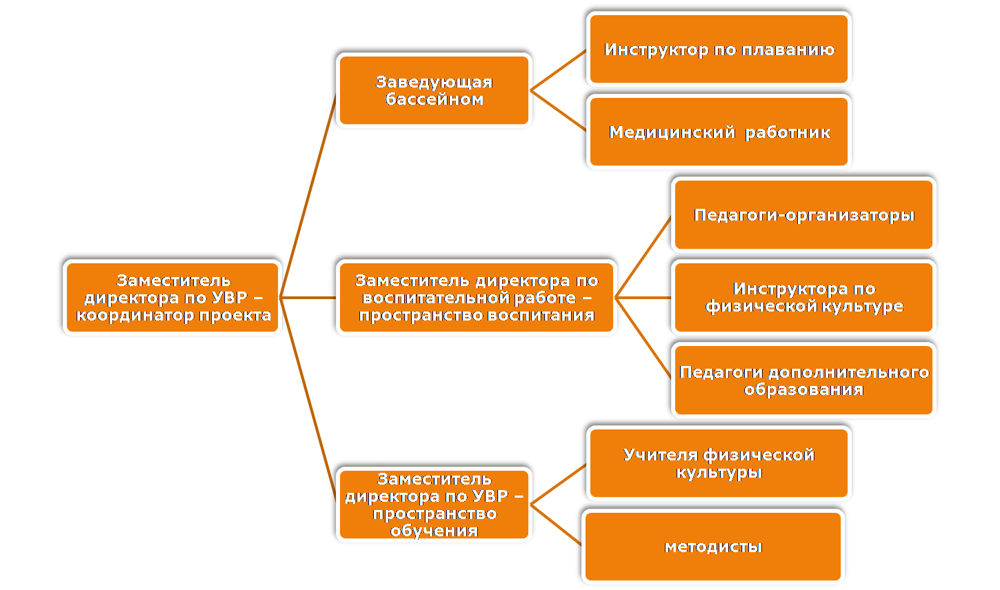 Инструктор по плаванию
Заведующая
бассейном
Медицинский работник
Педагоги-организаторы
Заместитель
директора по УВР –
координатор проекта
Заместитель директора по
воспитательной работе –
пространство воспитания
Инструктора по
физической культуре
Педагоги дополнительного
образования
Учителя физической
культуры
Заместитель
директора по УВР –
пространство
обучения
методисты